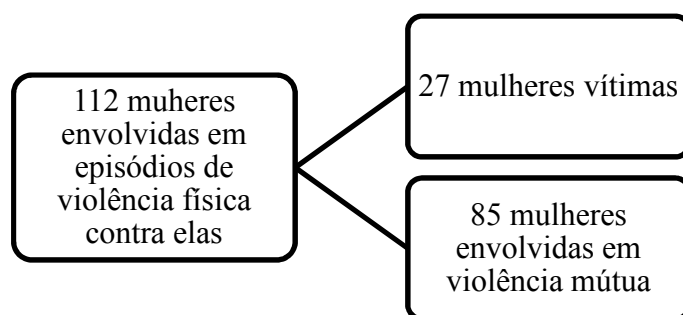 112 muheres
envolvidas em
episódios de
violência física
contra elas
27 mulheres vítimas
85 mulheres
envolvidas em
violência mútua